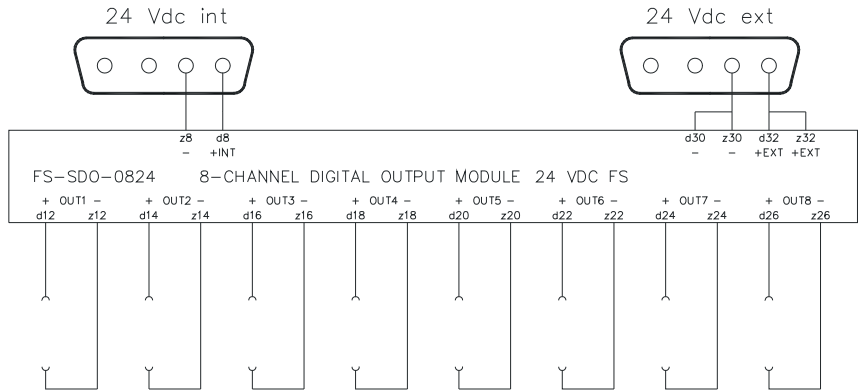 24 Vdc int 24 Vdc ext
z8 d8 d30 z30 d32 z32
- +INT - - +EXT +EXT
FS-SDO-0824 8-CHANNEL DIGITAL OUTPUT MODULE 24 VDC FS
+ OUT1 - + OUT2 - + OUT3 - + OUT4 - + OUT5 - + OUT6 - + OUT7 - + OUT8 -
d12 z12 d14 z14 d16 z16 d18 z18 d20 z20 d22 z22 d24 z24 d26 z26